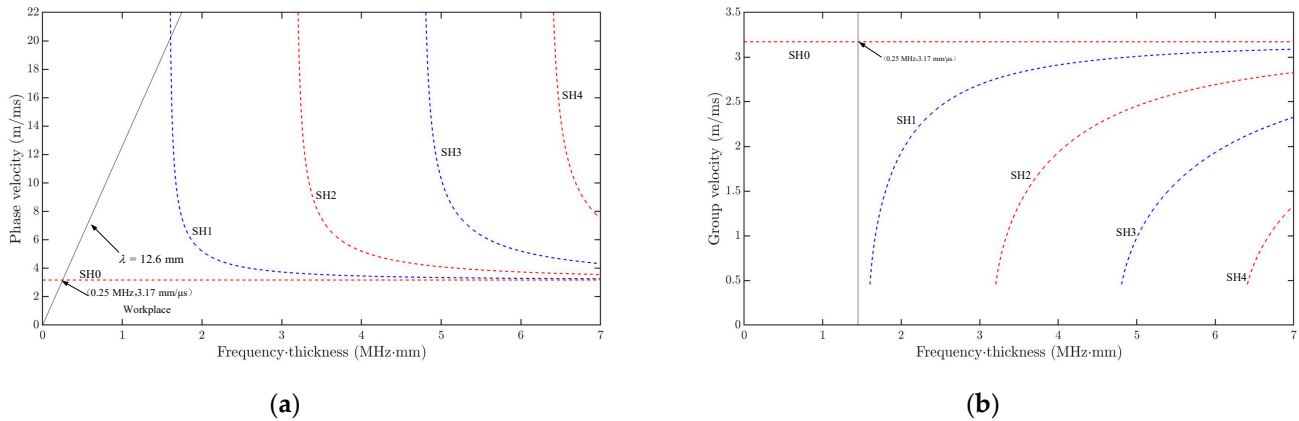 22
20
18
16
14
12
10
8
6
4
2
0
Phase velocity (m/ms)
SH4
SH3
SH2
SH1
λ = 12.6 mm
SH0
(0.25 MHz,3.17 mm/μs)
Workplace
0 1 2 3 4 5 6 7
Frequency·thickness (MHz·mm)
(a)
3.5
3
2.5
2
1.5
1
0.5
0
Group velocity (m/ms)
SH0
(0.25 MHz,3.17 mm/μs)
SH1
SH2
SH3
SH4
0 1 2 3 4 5 6 7
Frequency·thickness (MHz·mm)
(b)